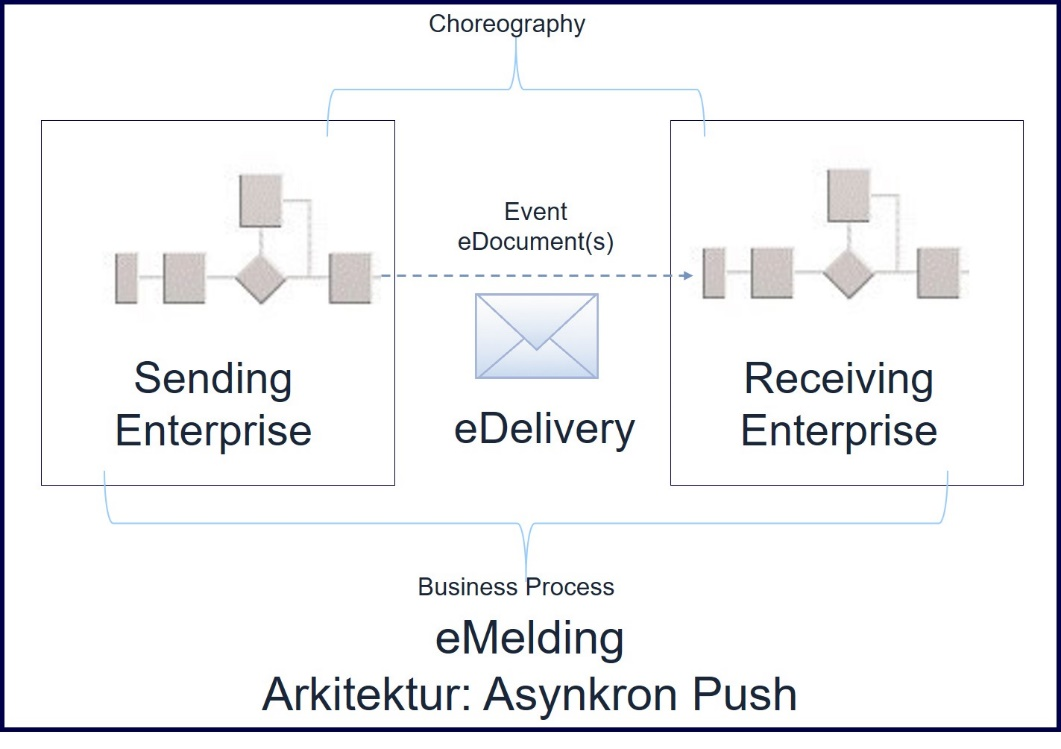 Choreography
Event
eDocument(s)
Sending
Enterprise
eDelivery
Receiving
Enterprise
Business Process
eMelding
Arkitektur: Asynkron Push